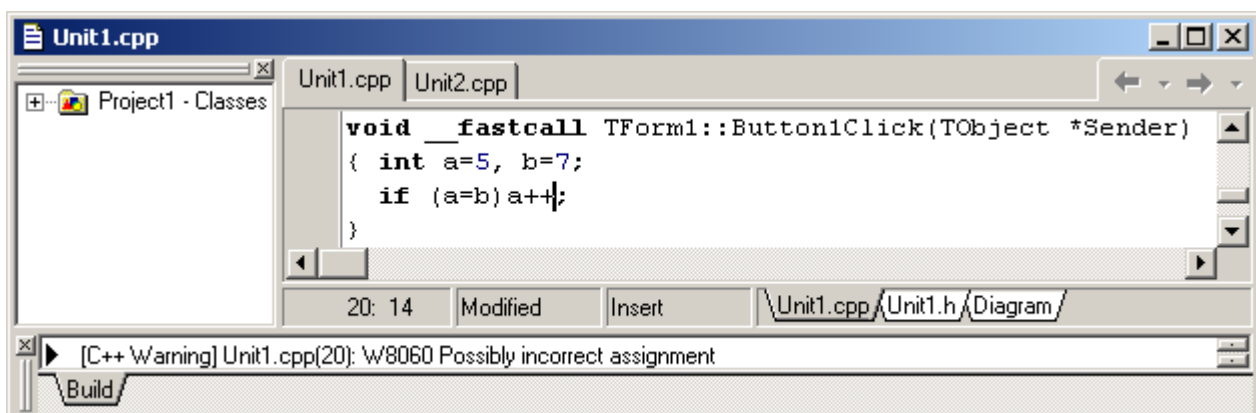 Unit1.cpp
Unit1.cpp Unit2.cpp
Project1 - Classes
void __fastcall TForm1::Button1Click(TObject *Sender)
{ int a=5, b=7;
if (a=b)a++;
}
20: 14 Modified Insert Unit1.cpp Unit1.h Diagram
[C++ Warning] Unit1.cpp(20): W8060 Possibly incorrect assignment
Build